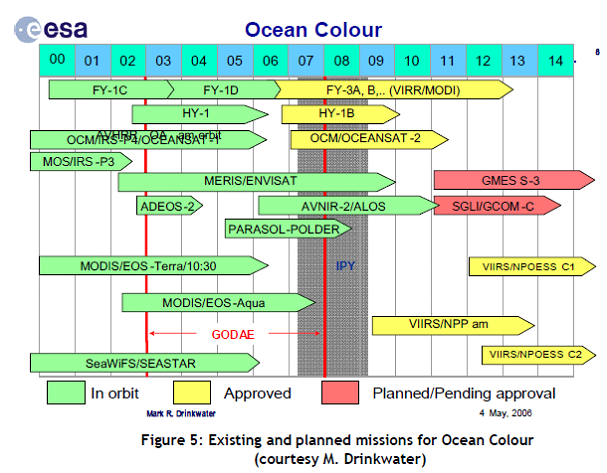 esa
Ocean Colour
8
00 01 02 03 04 05 06 07 08 09 10 11 12 13 14
FY-1C FY-1D FY-3A, B,.. (VIRR/MODI)
HY-1 HY-1B
AVHRR OA am orbit
OCM/IRS-P4/OCEANSAT-1 OCM/OCEANSAT -2
MOS/IRS -P3
MERIS/ENVISAT GMES S-3
ADEOS-2 AVNIR-2/ALOS SGLI/GCOM-C
PARASOL-POLDER
MODIS/EOS -Terra/10:30 IPY VIIRS/NPOESS C1
MODIS/EOS -Aqua
VIIRS/NPP am
GODAE
SeaWiFS/SEASTAR VIIRS/NPOESS C2
In orbit Approved Planned/Pending approval
Mark R. Drinkwater 4 May, 2006
Figure 5: Existing and planned missions for Ocean Colour
(courtesy M. Drinkwater)